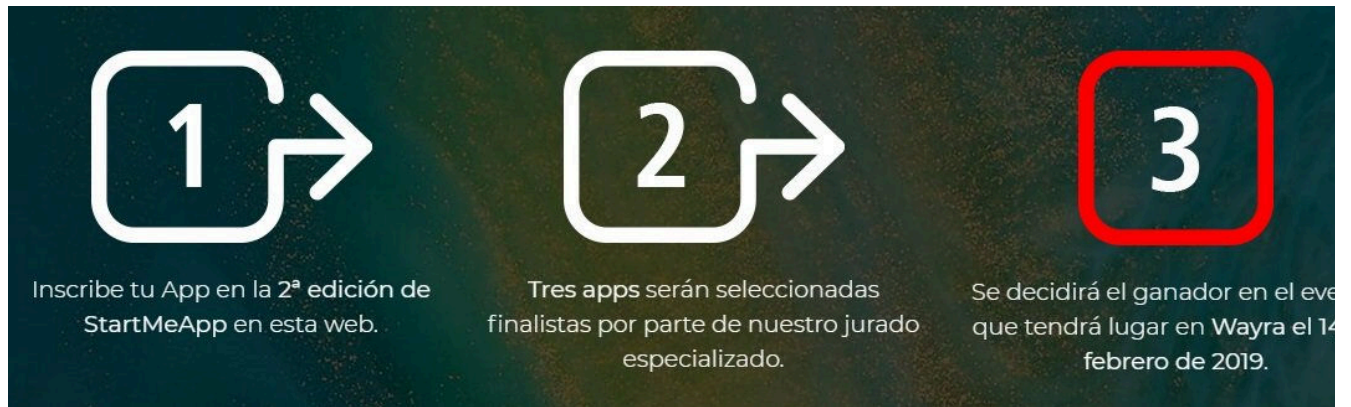 1
Inscribe tu App en la 2ª edición de
StartMeApp en esta web.
2
Tres apps serán seleccionadas
finalistas por parte de nuestro jurado
especializado.
3
Se decidirá el ganador en el
que tendrá lugar en Wayra el
febrero de 2019.